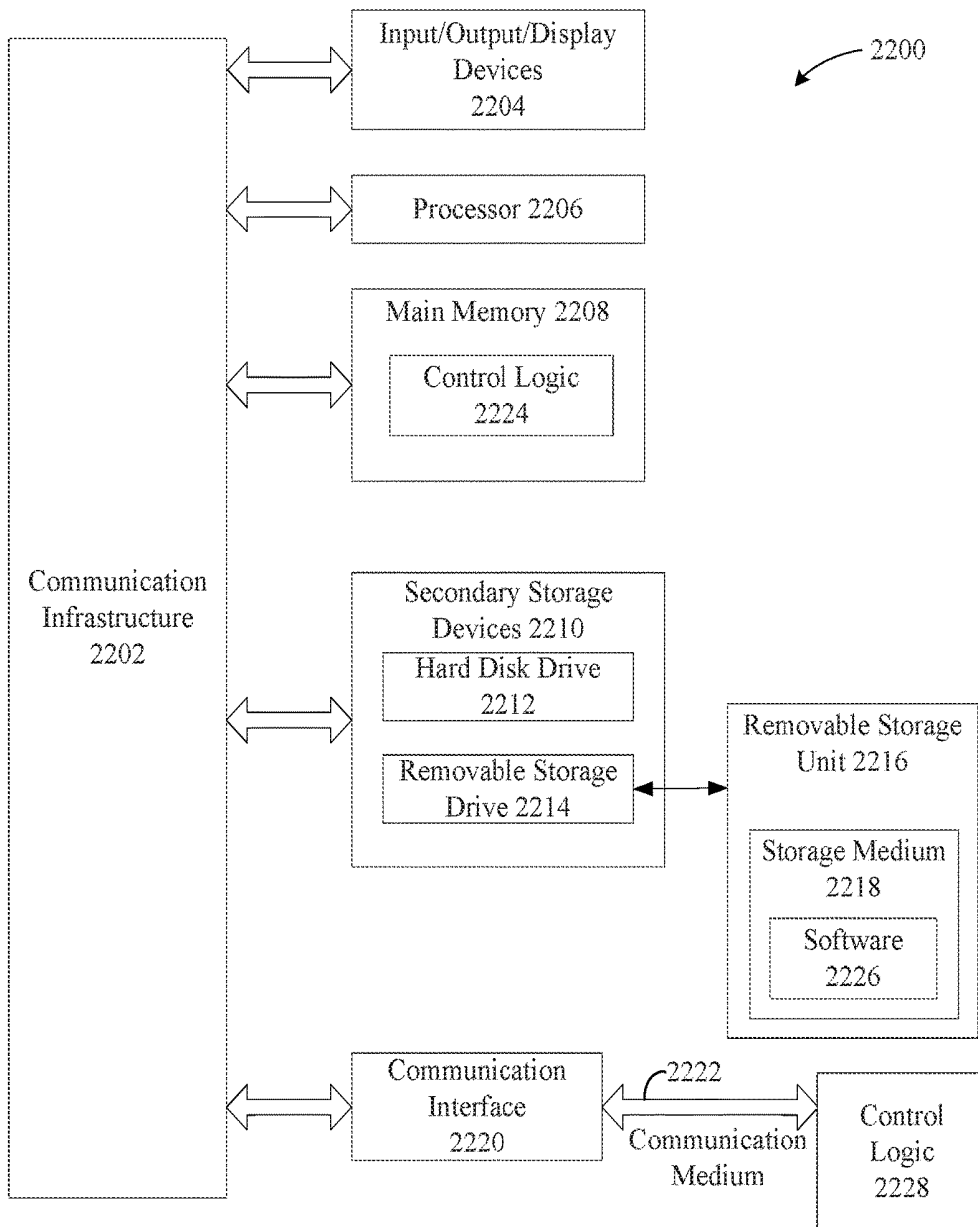 Input/Output/Display
Devices
2204
2200
Processor 2206
Main Memory 2208
Control Logic
2224
Communication
Infrastructure
2202
Secondary Storage
Devices 2210
Hard Disk Drive
2212
Removable Storage
Drive 2214
Removable Storage
Unit 2216
Storage Medium
2218
Software
2226
Communication
Interface
2220
2222
Communication
Medium
Control
Logic
2228